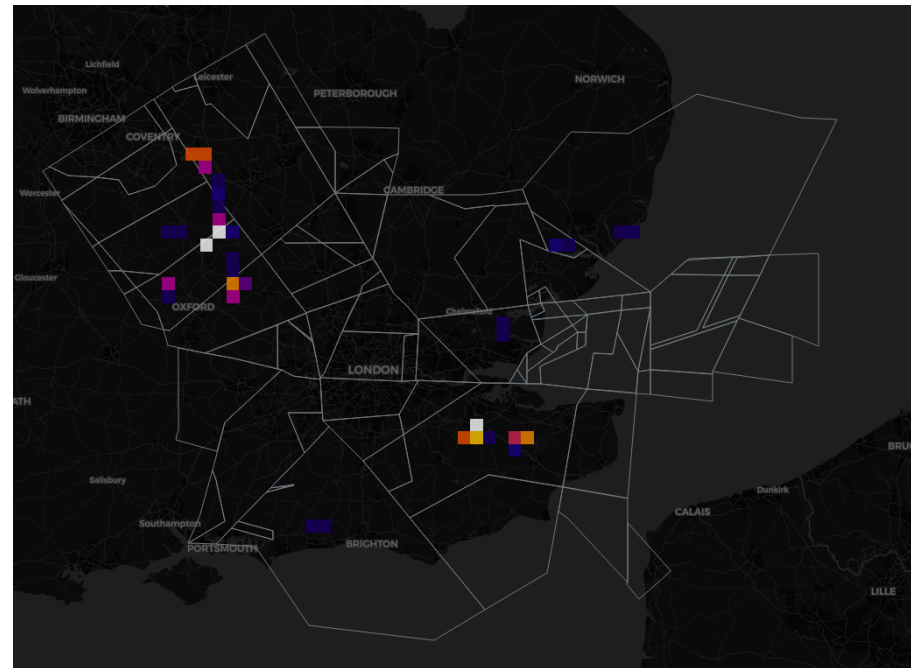 Lichfield
Leicester
NORWICH
Wolverhampton
PETERBOROUGH
BIRMINGHAM
COVENTRY
Worcester
CAMBRIDGE
Gloucester
OXFORD
Chelmsford
LONDON
ATH
BRU
Salisbury
Dunkirk
CALAIS
Southampton
PORTSMOUTH
BRIGHTON
LILLE